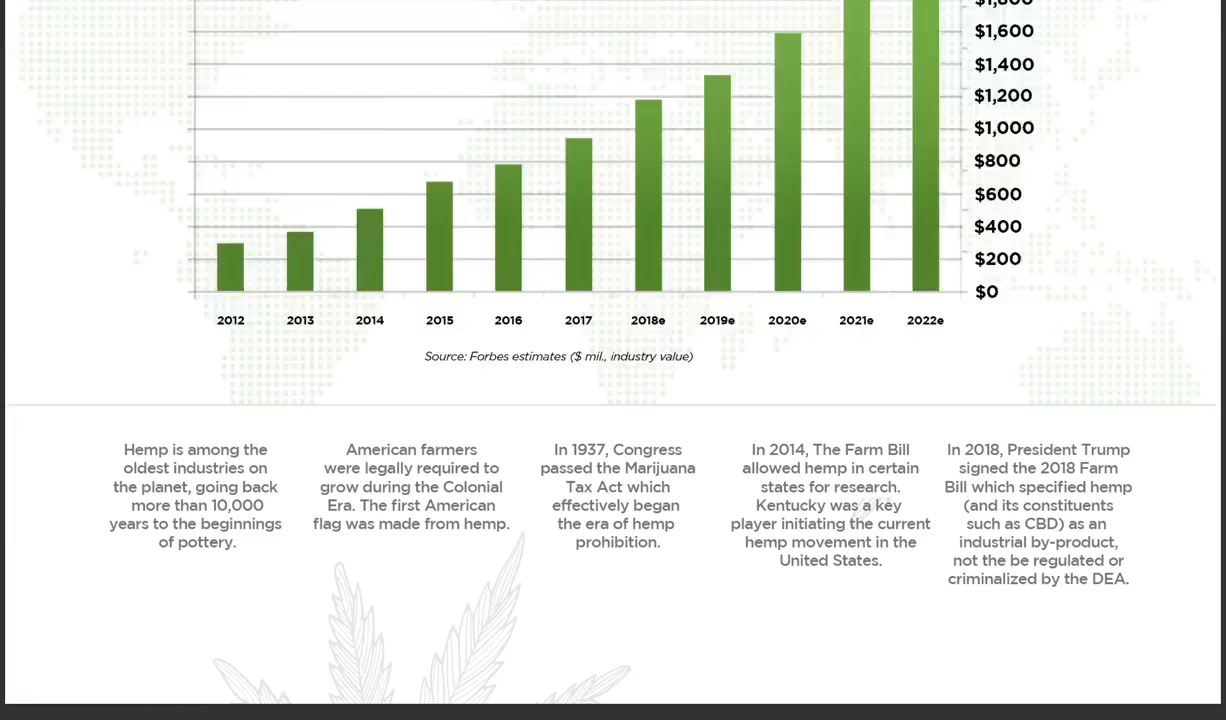 $1,800
$1,600
$1,400
$1,200
$1,000
$800
$600
$400
$200
$0
2012 2013 2014 2015 2016 2017 2018e 2019e 2020e 2021e 2022e
Source: Forbes estimates ($ mil., industry value)
Hemp is among the
oldest industries on
the planet, going back
more than 10,000
years to the beginnings
of pottery.
American farmers
were legally required to
grow during the Colonial
Era. The first American
flag was made from hemp.
In 1937, Congress
passed the Marijuana
Tax Act which
effectively began
the era of hemp
prohibition.
In 2014, The Farm Bill
allowed hemp in certain
states for research.
Kentucky was a key
player initiating the current
hemp movement in the
United States.
In 2018, President Trump
signed the 2018 Farm
Bill which specified hemp
(and its constituents
such as CBD) as an
industrial by-product,
not the be regulated or
criminalized by the DEA.